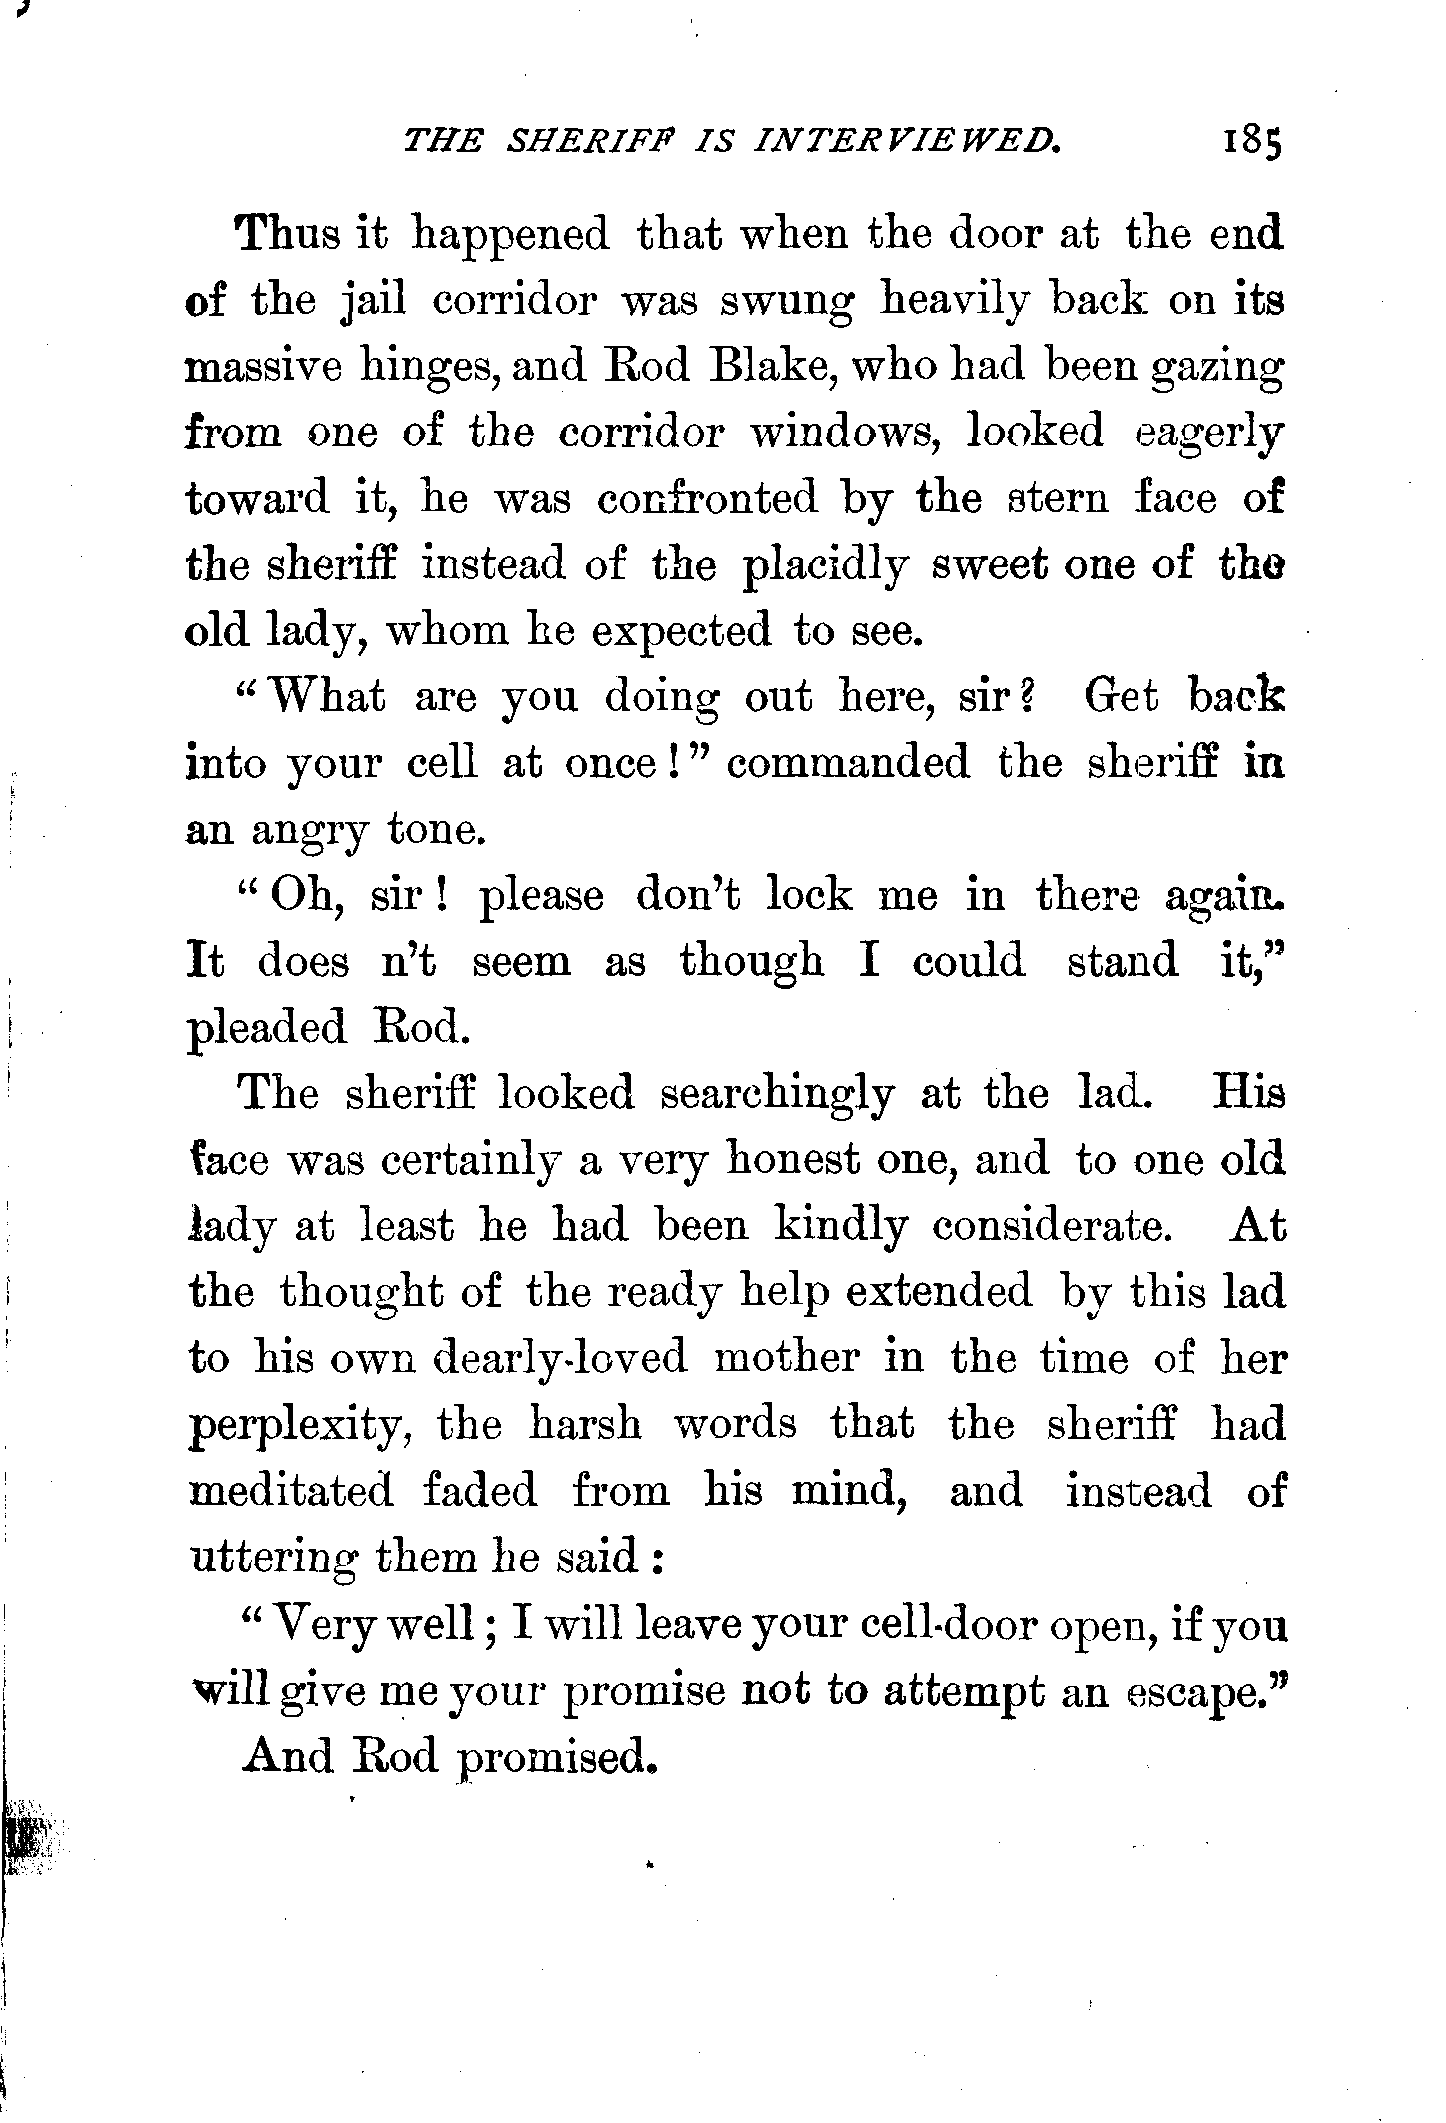 THE SHERIFF IS INTERVIEWED. 185
Thus it happened that when the door at the end
of the jail corridor was swung heavily back on its
massive hinges, and Rod Blake, who had been gazing
from one of the corridor windows, looked eagerly
toward it, he was confronted by the stern face of
the sheriff instead of the placidly sweet one of the
old lady, whom he expected to see.
“What are you doing out here, sir? Get back
into your cell at once!” commanded the sheriff in
an angry tone.
“Oh, sir! please don’t lock me in there again.
It does n’t seem as though I could stand it,”
pleaded Rod.
The sheriff looked searchingly at the lad. His
face was certainly a very honest one, and to one old
lady at least he had been kindly considerate. At
the thought of the ready help extended by this lad
to his own dearly-loved mother in the time of her
perplexity, the harsh words that the sheriff had
meditated faded from his mind, and instead of
uttering them he said:
“Very well; I will leave your cell-door open, if you
will give me your promise not to attempt an escape.”
And Rod promised.